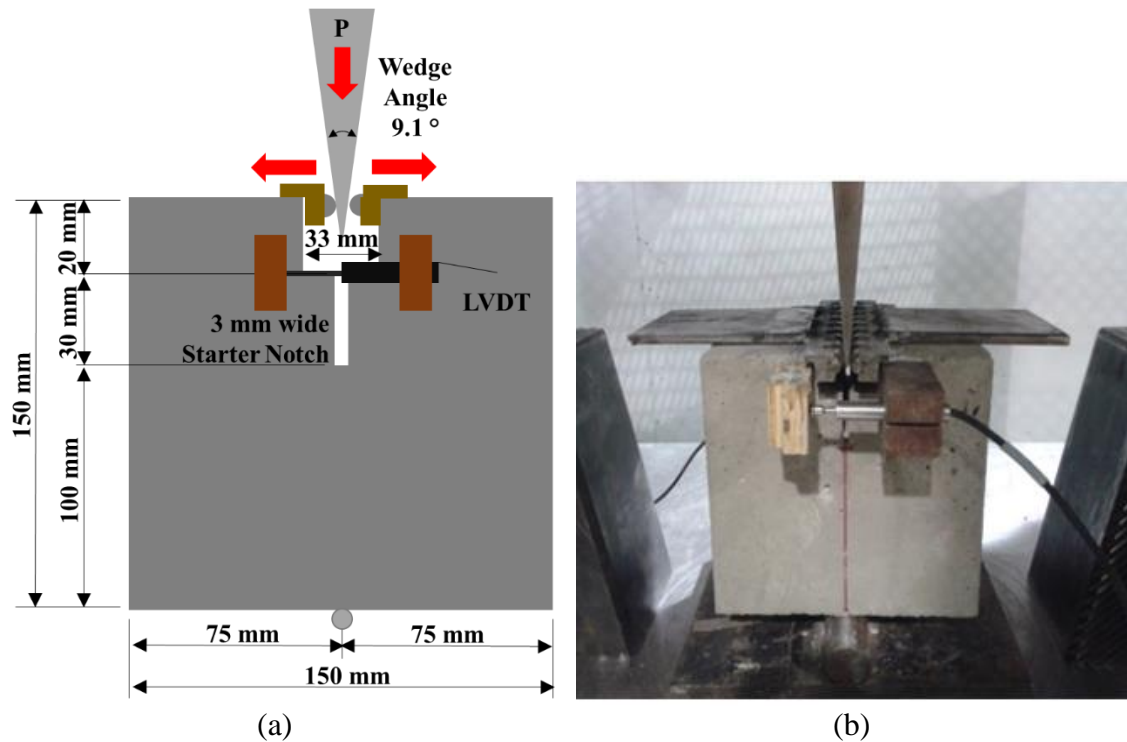 P
Wedge
Angle
9.1 °
20 mm
33 mm
LVDT
30 mm
3 mm wide
Starter Notch
150 mm
100 mm
75 mm
75 mm
150 mm
(a)
(b)